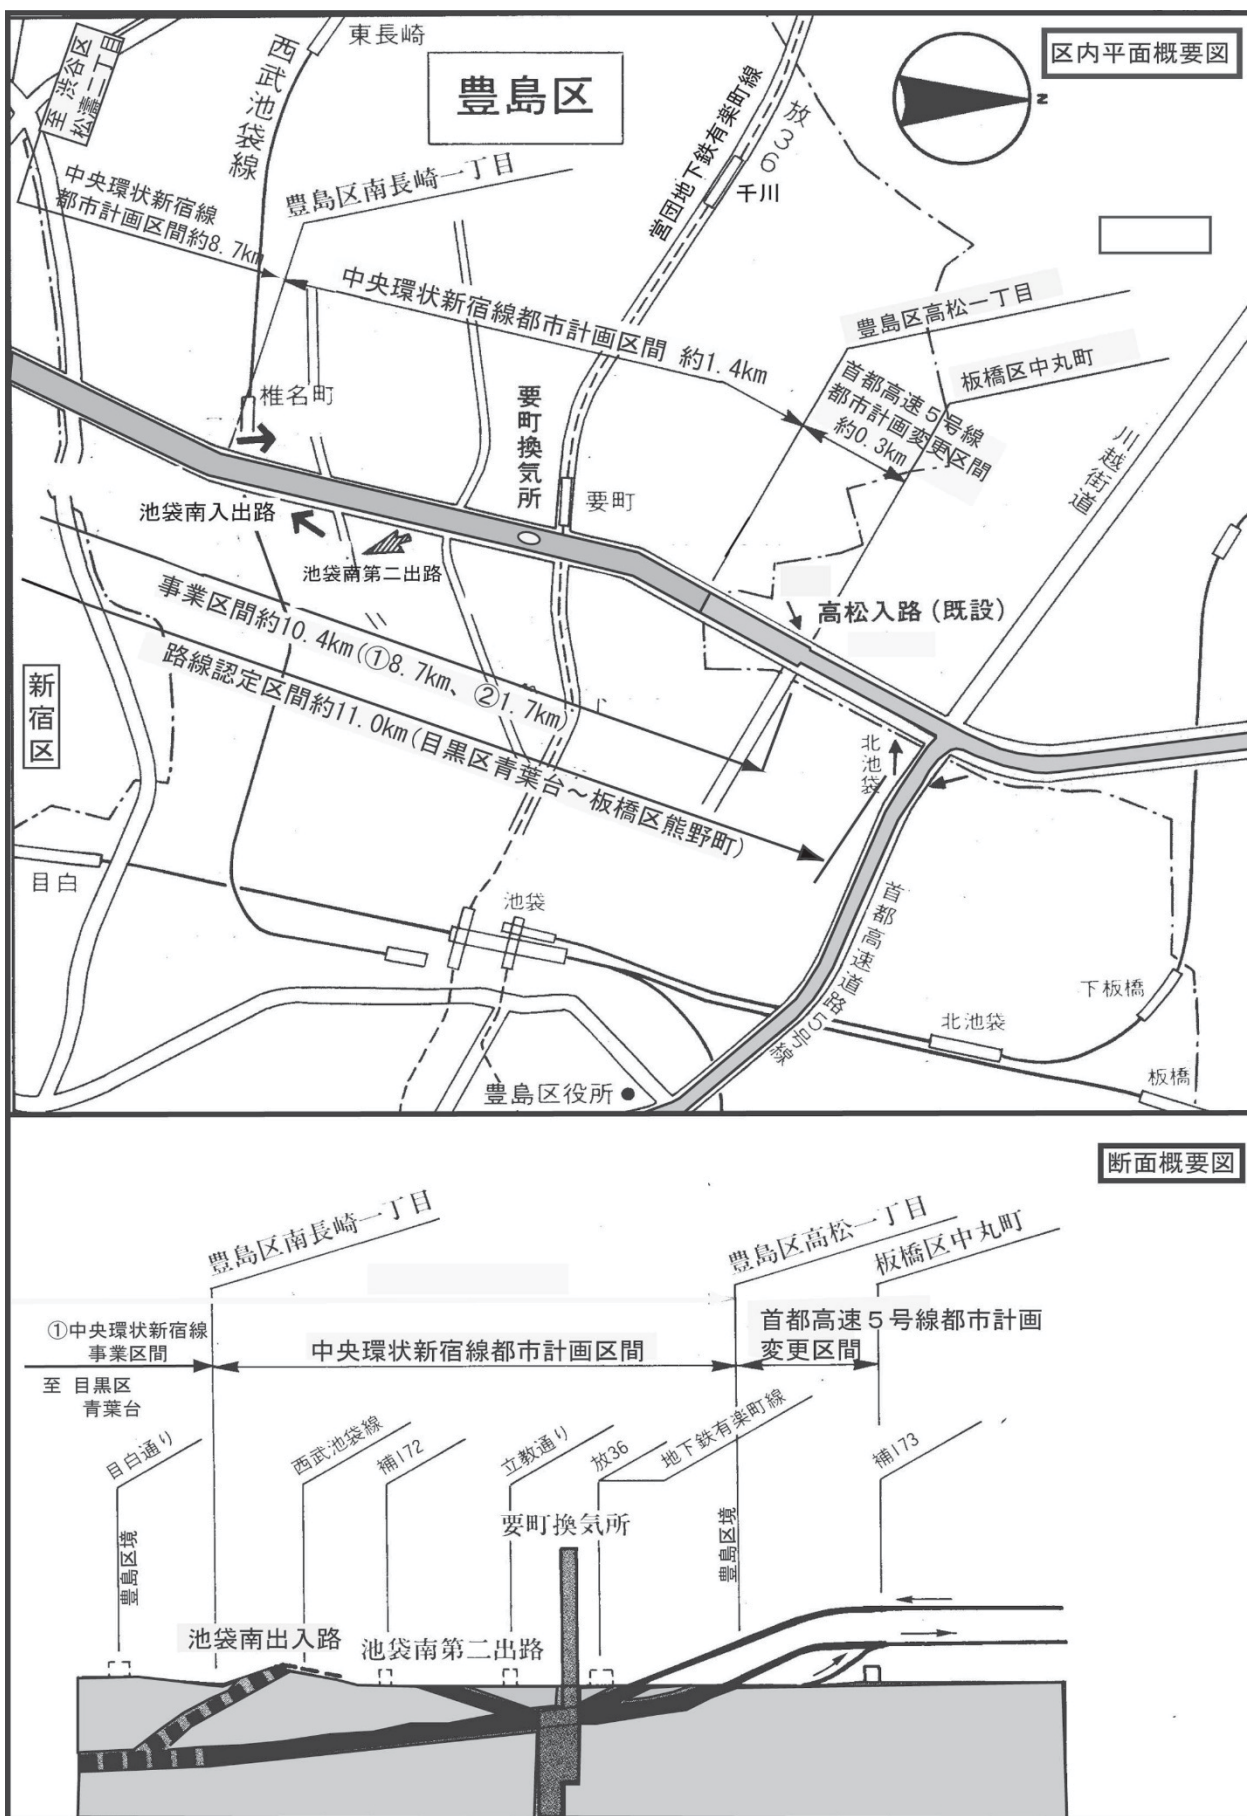 区内平面概要図
豊島区
東長崎
西武池袋線
至 渋谷区
松濤二丁目
中央環状新宿線
都市計画区間約8.7km
豊島区南長崎一丁目
営団地下鉄有楽町線
放36
千川
N
中央環状新宿線都市計画区間 約1.4km
豊島区高松一丁目
板橋区中丸町
首都高速5号線
都市計画変更区間
約0.3km
川越街道
椎名町
要町換気所
要町
池袋南入出路
池袋南第二出路
高松入路(既設)
事業区間約10.4km(①8.7km、②1.7km)
路線認定区間約11.0km(目黒区青葉台～板橋区熊野町)
新宿区
北池袋
目白
池袋
首都高速道路5号線
北池袋
下板橋
板橋
豊島区役所
断面概要図
豊島区南長崎一丁目
豊島区高松一丁目
板橋区中丸町
①中央環状新宿線
事業区間
中央環状新宿線都市計画区間
首都高速5号線都市計画
変更区間
至 目黒区
青葉台
目白通り
西武池袋線
補172
立教通り
放36
地下鉄有楽町線
補173
豊島区境
要町換気所
豊島区境
池袋南出入路
池袋南第二出路